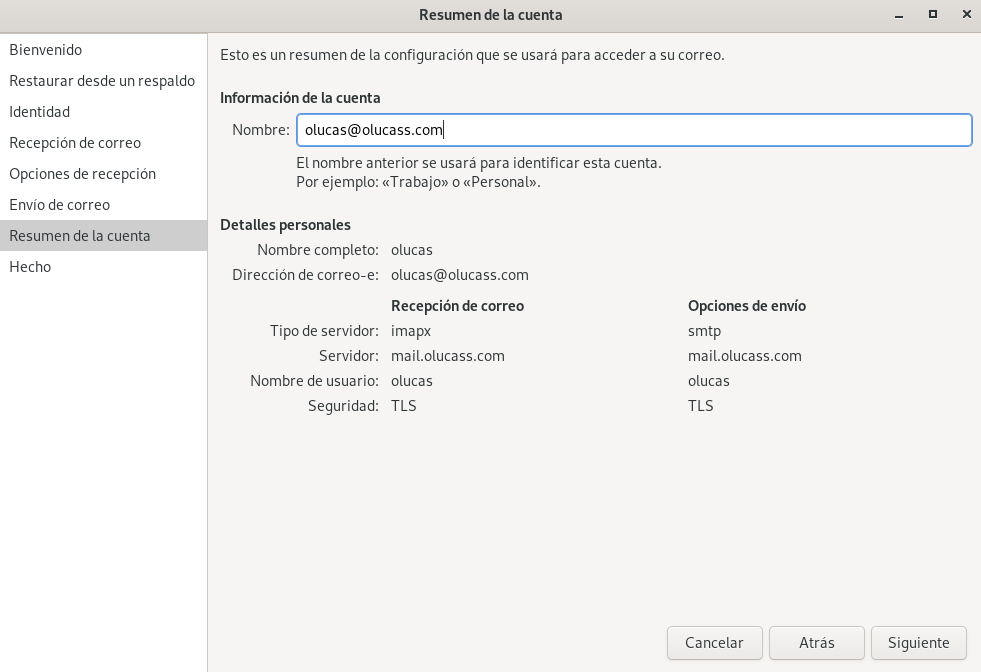 Resumen de la cuenta
Bienvenido
Restaurar desde un respaldo
Identidad
Recepción de correo
Opciones de recepción
Envío de correo
Resumen de la cuenta
Hecho
Esto es un resumen de la configuración que se usará para acceder a su correo.
Información de la cuenta
Nombre: olucas@olucass.com
El nombre anterior se usará para identificar esta cuenta.
Por ejemplo: «Trabajo» o «Personal».
Detalles personales
Nombre completo: olucas
Dirección de correo-e: olucas@olucass.com
Recepción de correo Opciones de envío
Tipo de servidor: imapx smtp
Servidor: mail.olucass.com mail.olucass.com
Nombre de usuario: olucas olucas
Seguridad: TLS TLS
Cancelar Atrás Siguiente